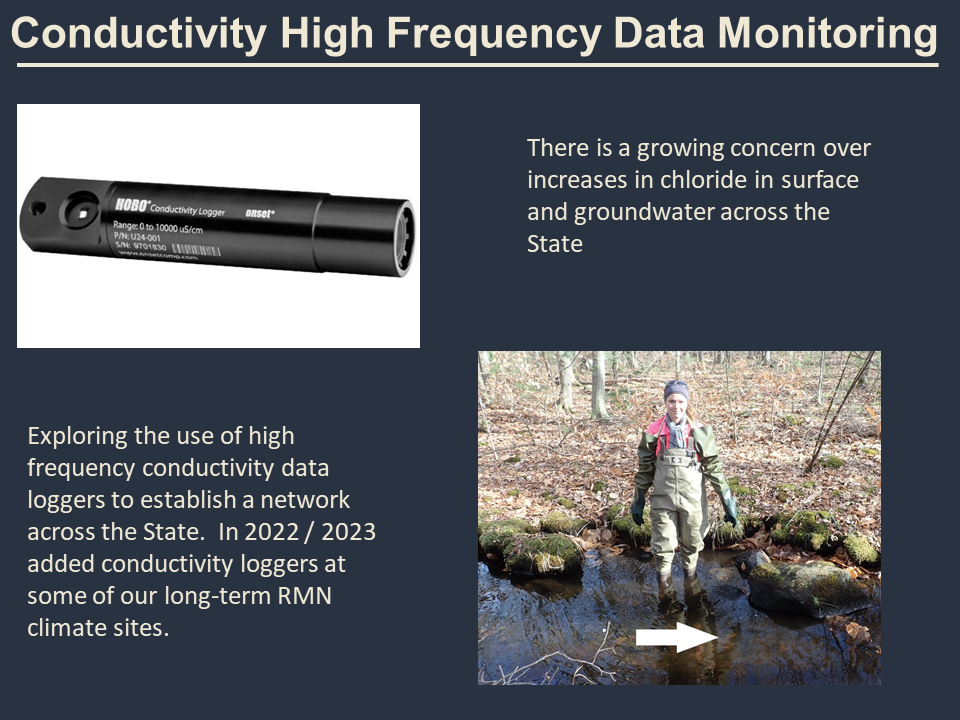 Conductivity High Frequency Data Monitoring
HOBO® Conductivity Logger onset®
Range: 0 to 10000 uS/cm
P/N: U24-001
S/N: 9701830
www.onsetcomp.com
There is a growing concern over
increases in chloride in surface
and groundwater across the
State
Exploring the use of high
frequency conductivity data
loggers to establish a network
across the State.  In 2022 / 2023
added conductivity loggers at
some of our long-term RMN
climate sites.